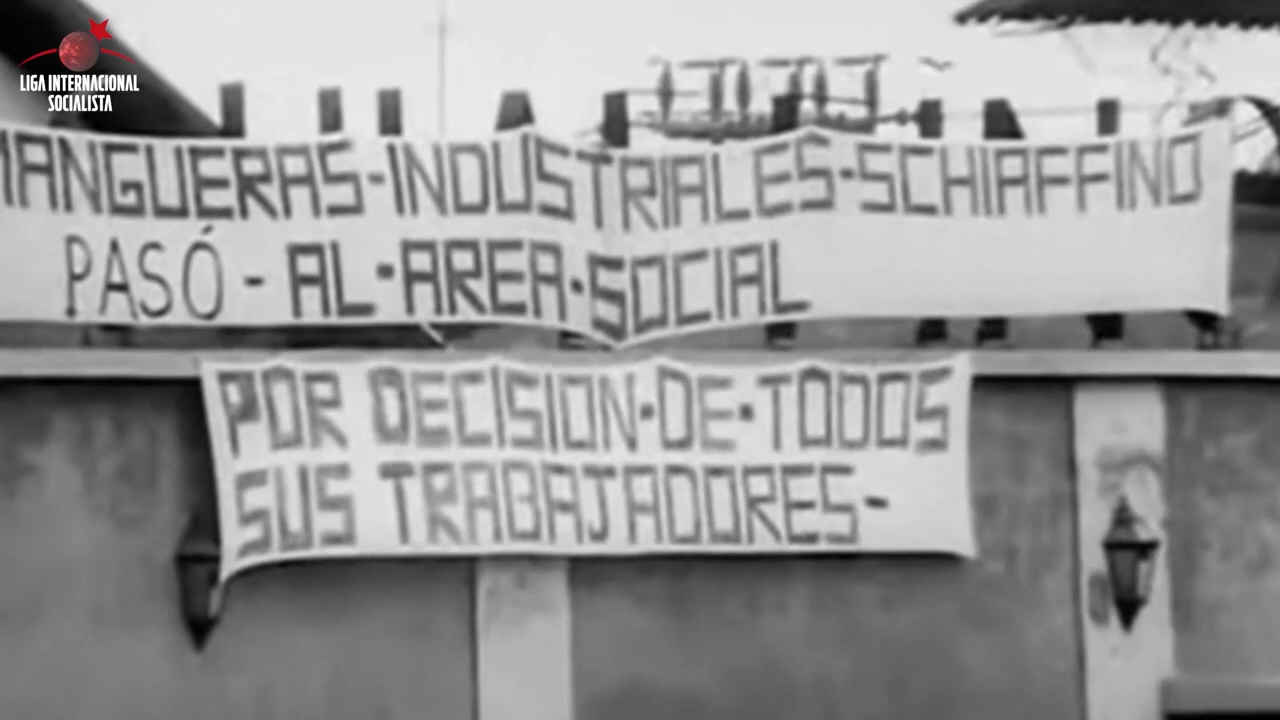 LIGA INTERNACIONAL
SOCIALISTA
MANGUERAS-INDUSTRIALES-SCHIAFFINO
PASÓ-AL-AREA-SOCIAL
POR DECISION-DE-TODOS
SUS TRABAJADORES-